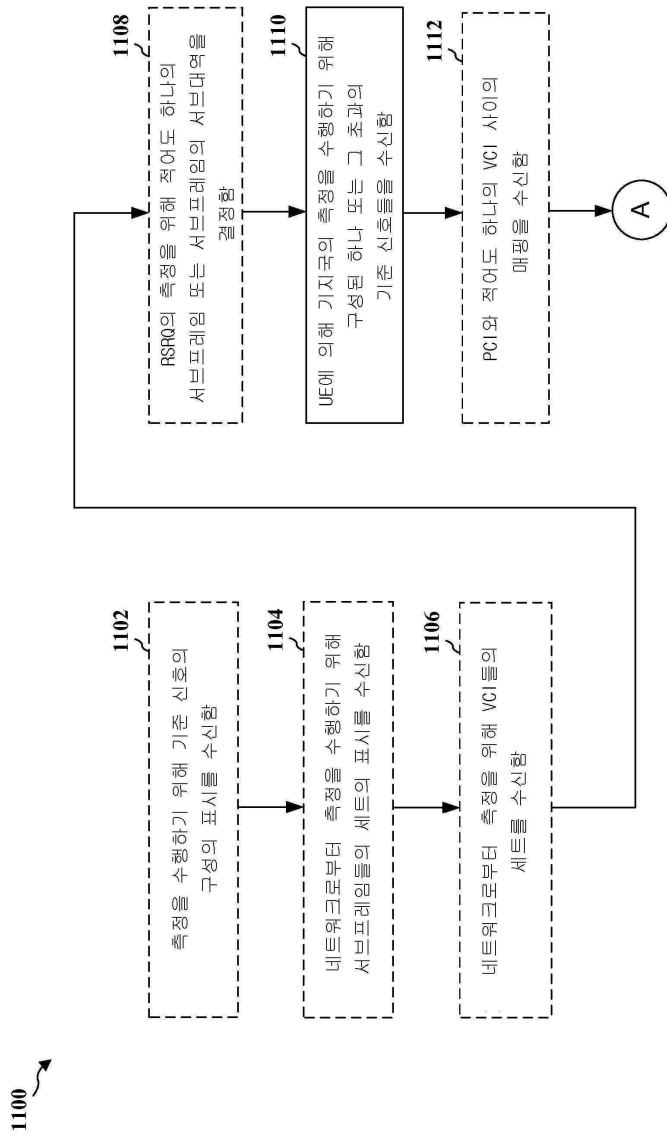 1100
1102
측정을 수행하기 위해 기준 신호의
구성의 표시를 수신함
1104
네트워크로부터 측정을 수행하기 위해
서브프레임들의 세트의 표시를 수신함
1106
네트워크로부터 측정을 위해 VCI들의
세트를 수신함
1108
RSRQ의 측정을 위해 적어도 하나의
서브프레임 또는 서브프레임의 서브대역을
결정함
1110
UE에 의해 기지국의 측정을 수행하기 위해
구성된 하나 또는 그 초과의
기준 신호들을 수신함
1112
PCI와 적어도 하나의 VCI 사이의
매핑을 수신함
A